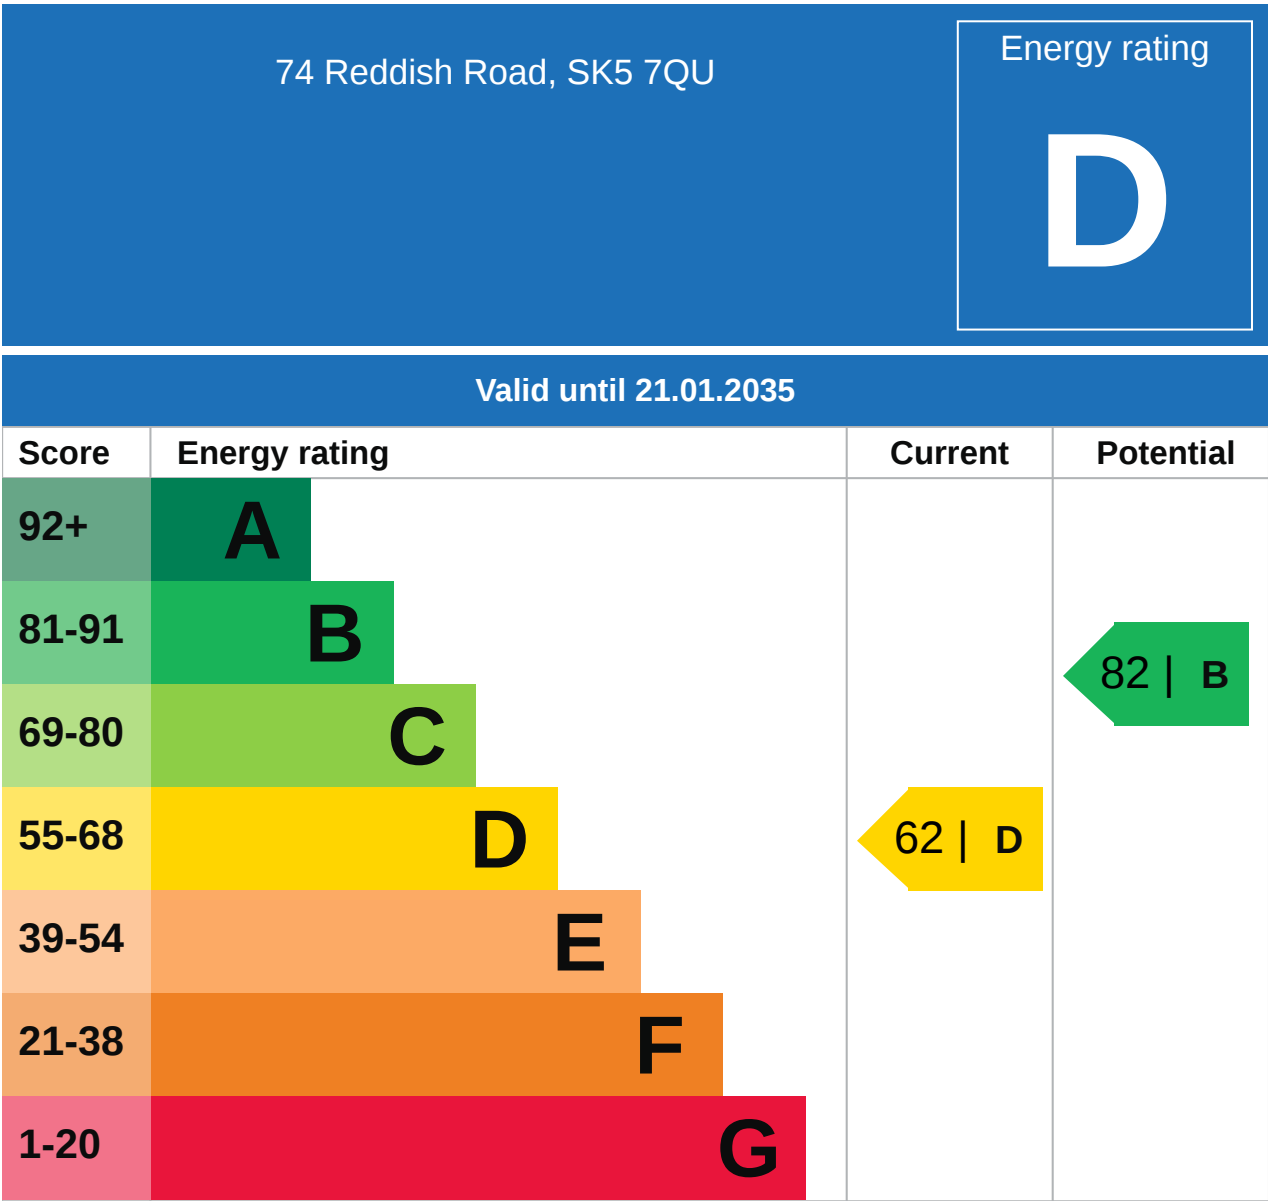 74 Reddish Road, SK5 7QU
Energy rating
D
Valid until 21.01.2035
Score Energy rating Current Potential
92+ A
81-91 B
82 | B
69-80 C
55-68 D
62 | D
39-54 E
21-38 F
1-20 G